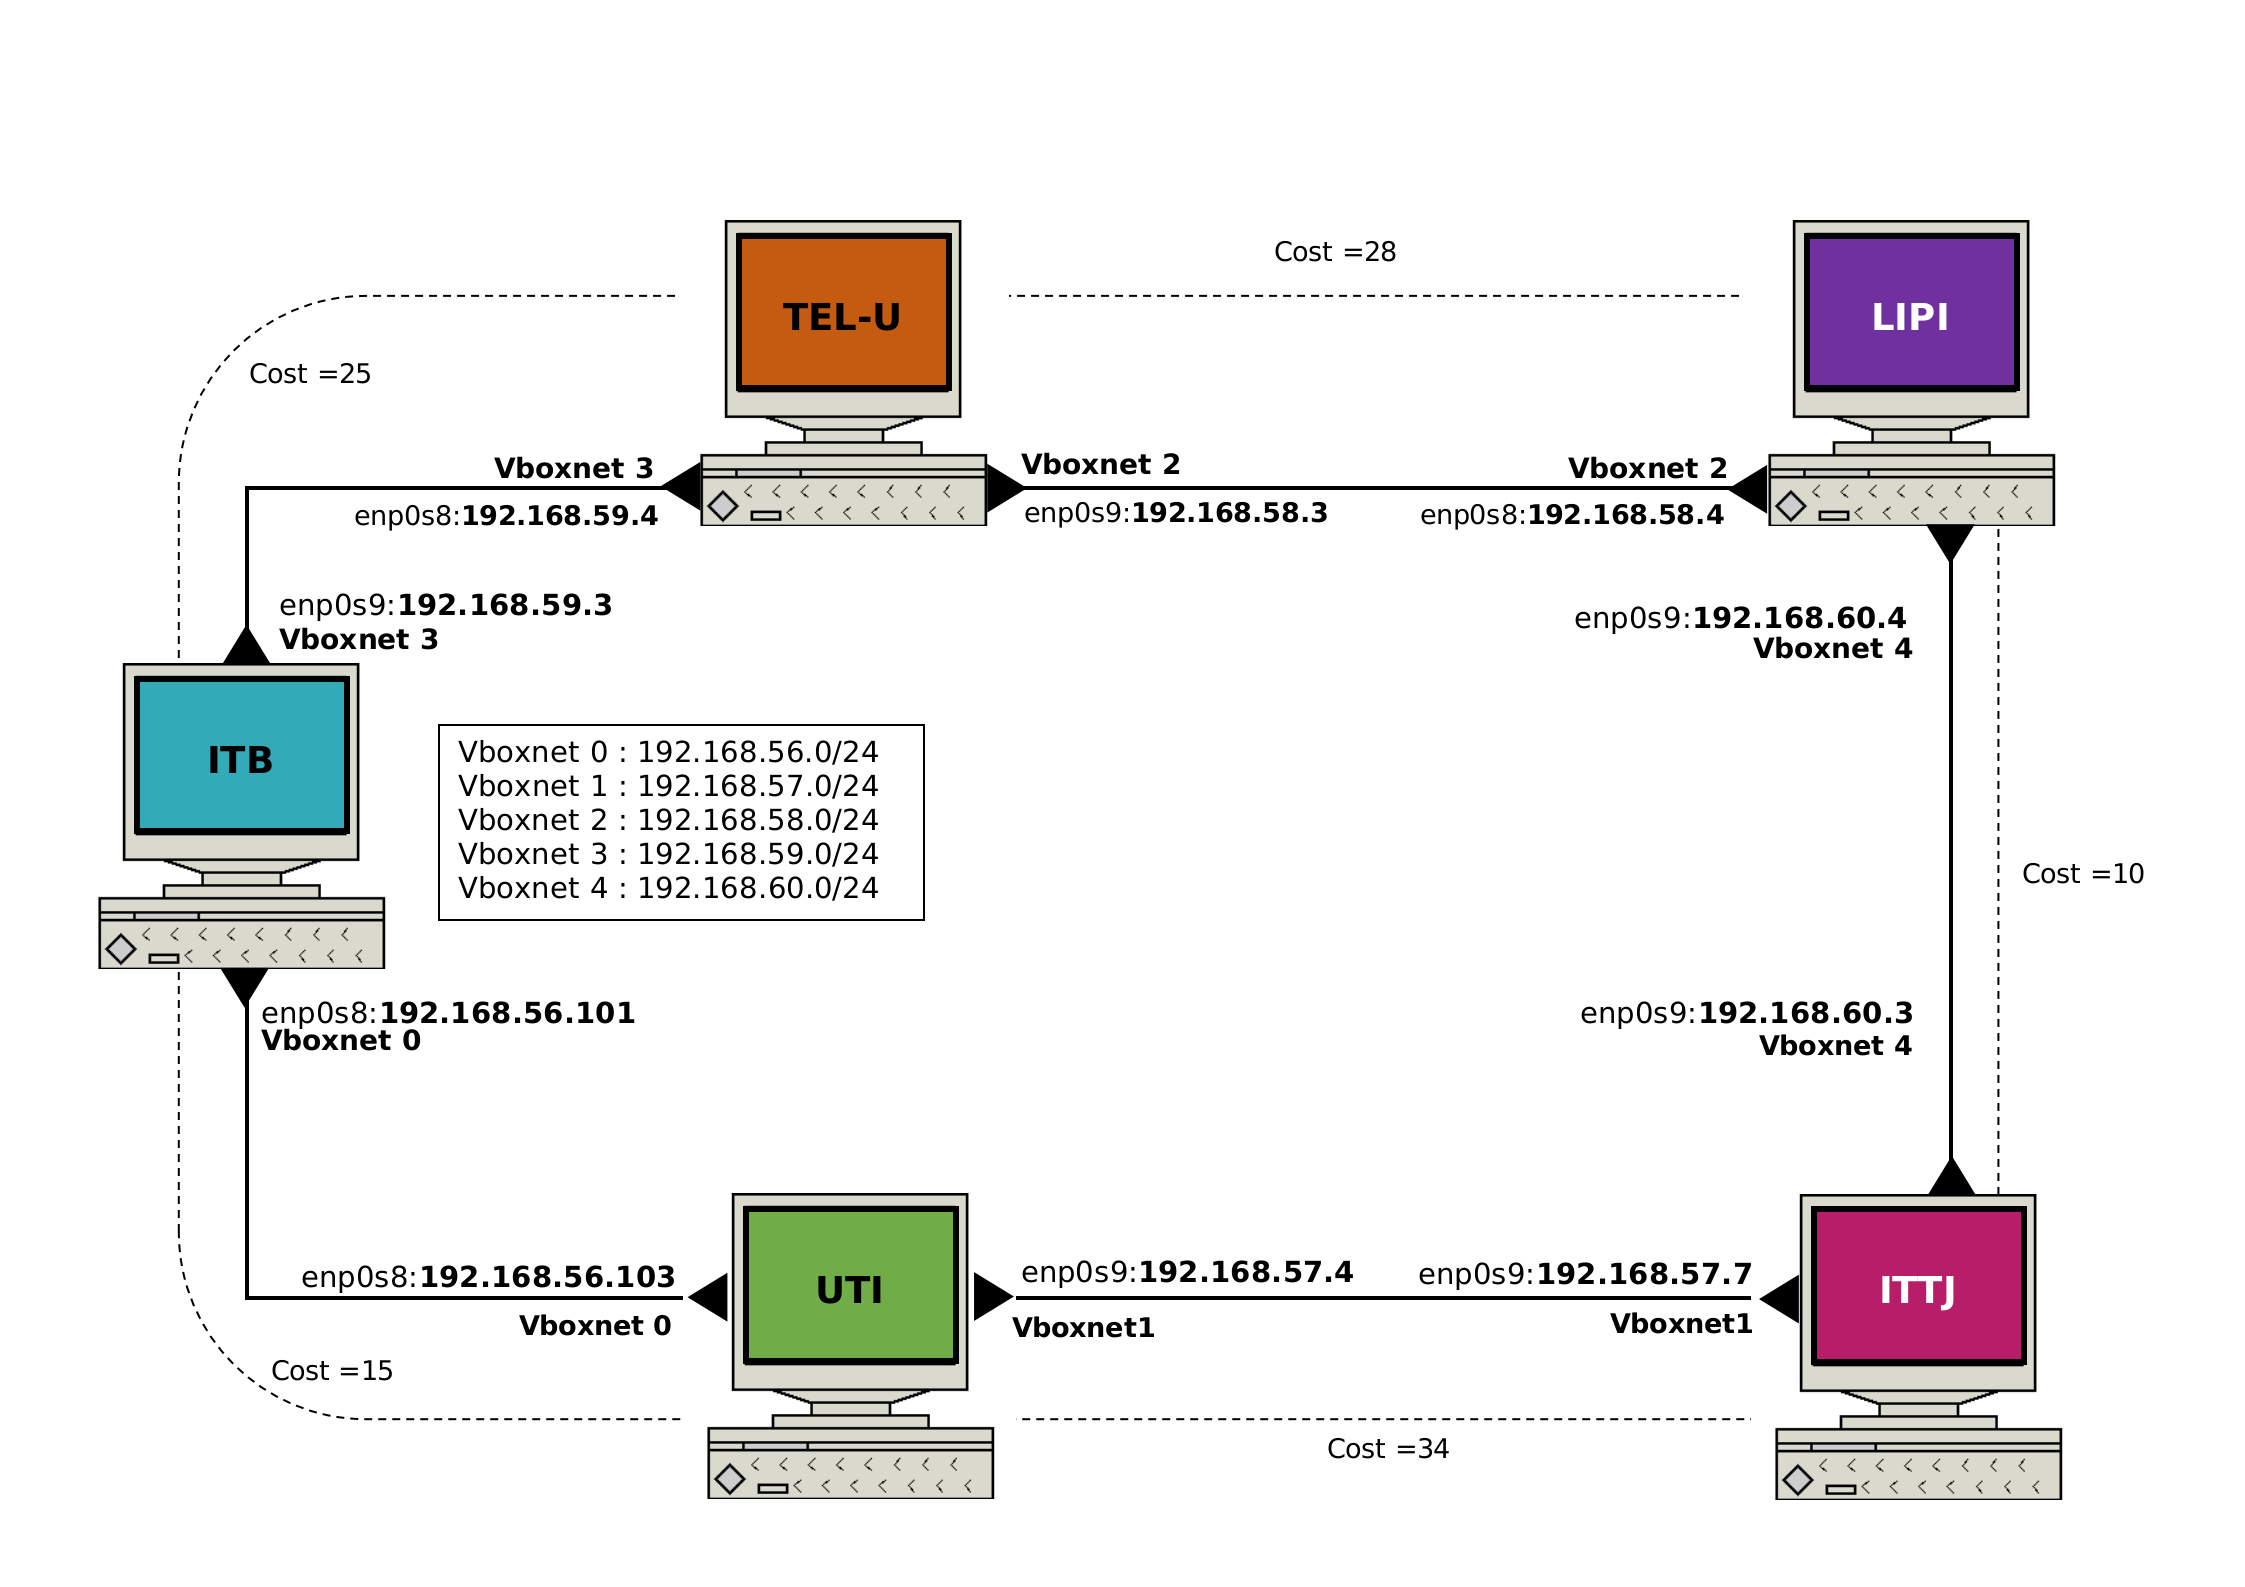 Cost =28
TEL-U
LIPI
Cost =25
Vboxnet 3
Vboxnet 2
Vboxnet 2
enp0s8:192.168.59.4
enp0s9:192.168.58.3
enp0s8:192.168.58.4
enp0s9:192.168.59.3
Vboxnet 3
enp0s9:192.168.60.4
Vboxnet 4
ITB
Vboxnet 0 : 192.168.56.0/24
Vboxnet 1 : 192.168.57.0/24
Vboxnet 2 : 192.168.58.0/24
Vboxnet 3 : 192.168.59.0/24
Vboxnet 4 : 192.168.60.0/24
Cost =10
enp0s8:192.168.56.101
Vboxnet 0
enp0s9:192.168.60.3
Vboxnet 4
enp0s8:192.168.56.103
Vboxnet 0
UTI
enp0s9:192.168.57.4
Vboxnet1
enp0s9:192.168.57.7
Vboxnet1
ITTJ
Cost =15
Cost =34